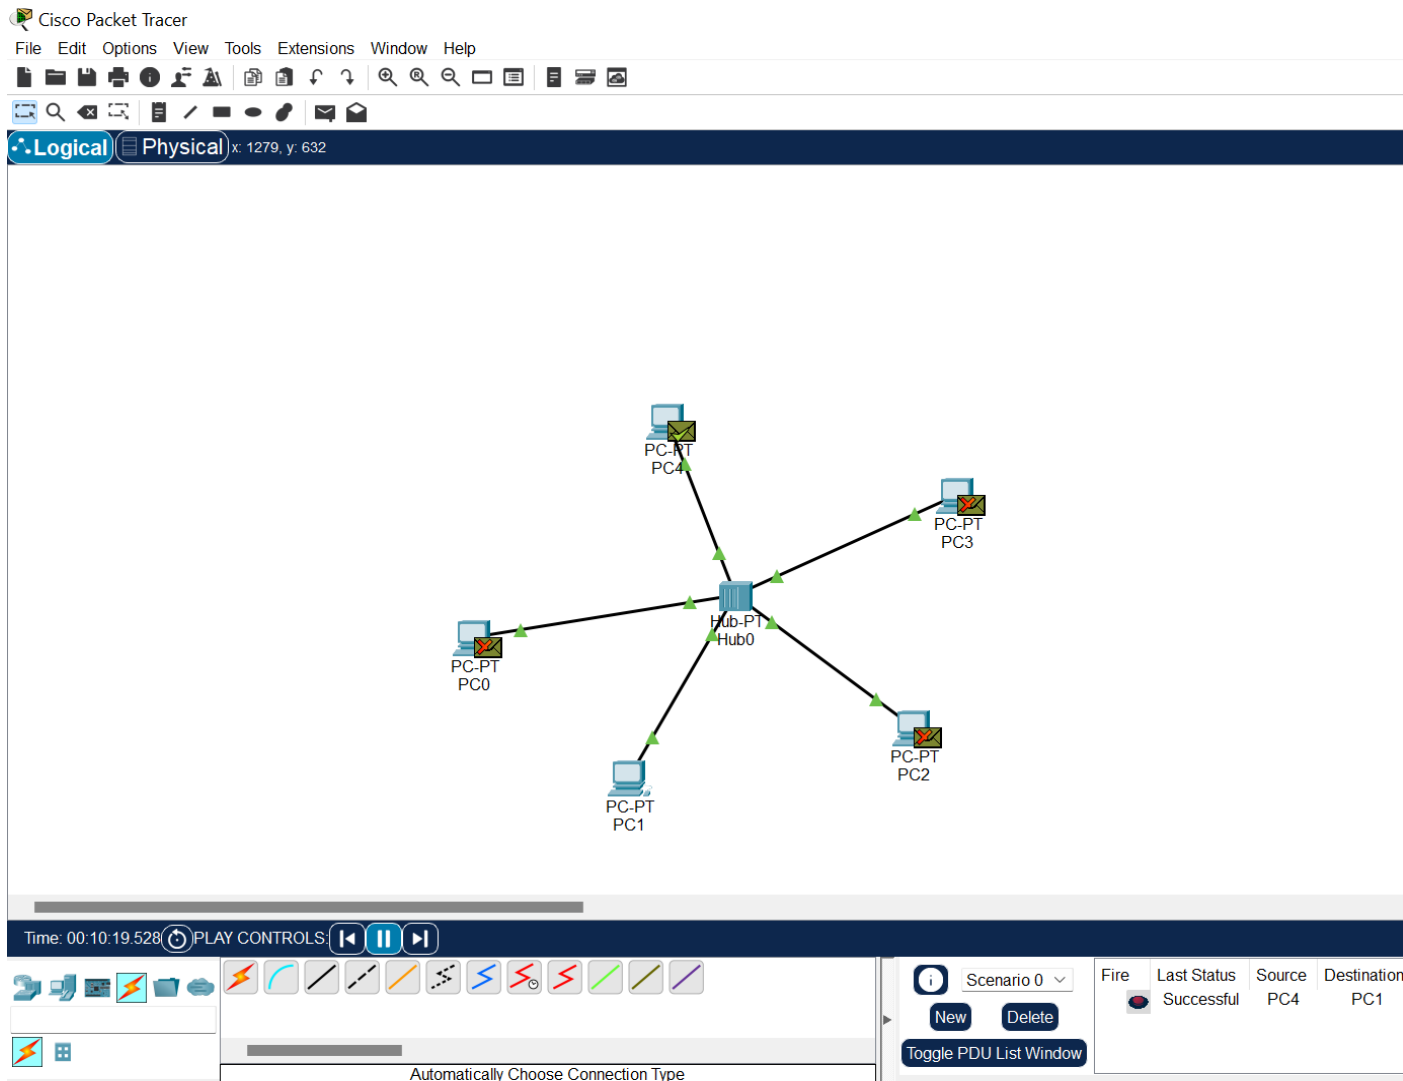 Cisco Packet Tracer
File Edit Options View Tools Extensions Window Help
Logical Physical x: 1279, y: 632
PC-PT
PC4
PC-PT
PC3
Hub-PT
Hub0
PC-PT
PC0
PC-PT
PC2
PC-PT
PC1
Time: 00:10:19.528 PLAY CONTROLS:
Scenario 0
Fire Last Status Source Destination
Successful PC4 PC1
New Delete
Toggle PDU List Window
Automatically Choose Connection Type